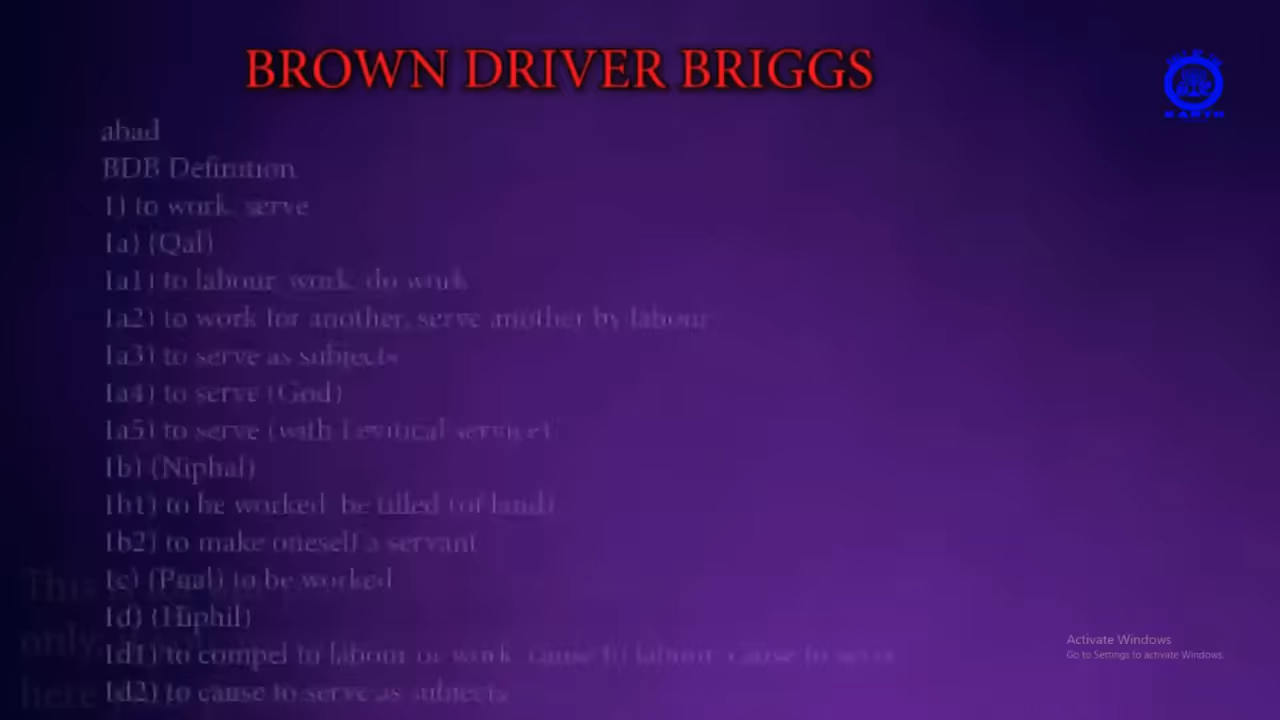 BROWN DRIVER BRIGGS
abad
BDB Definition
1) to work, serve
1a) (Qal)
1a1) to labour, work, do work
1a2) to work for another, serve another by labour
1a3) to serve as subjects
1a4) to serve (God)
1a5) to serve (with Levitical service)
1b) (Niphal)
1b1) to be worked, be tilled (of land)
1b2) to make oneself a servant
1c) (Pual) to be worked
1d) (Hiphil)
1d1) to compel to labour or work, cause to labour, cause to serve
1d2) to cause to serve as subjects
only
here
EARTH
Activate Windows
Go to Settings to activate Windows.